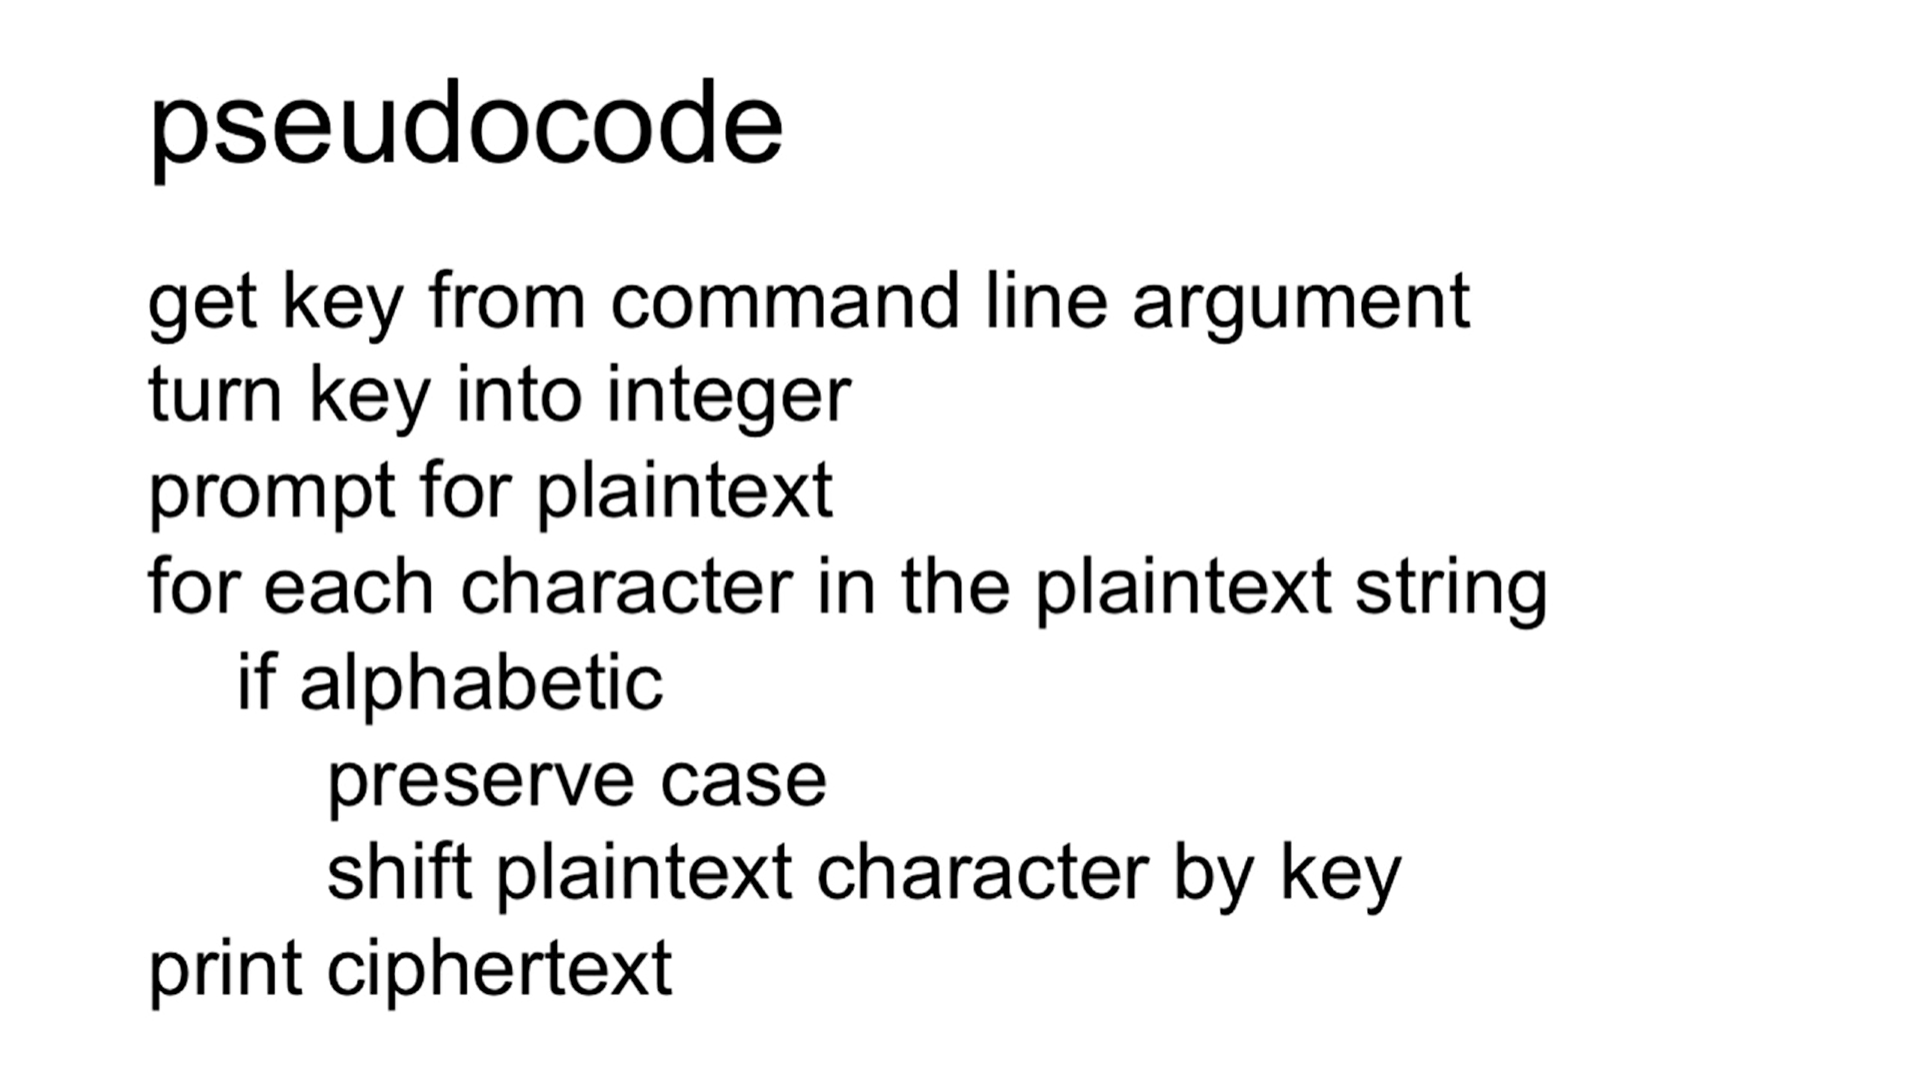 pseudocode
get key from command line argument
turn key into integer
prompt for plaintext
for each character in the plaintext string
if alphabetic
preserve case
shift plaintext character by key
print ciphertext